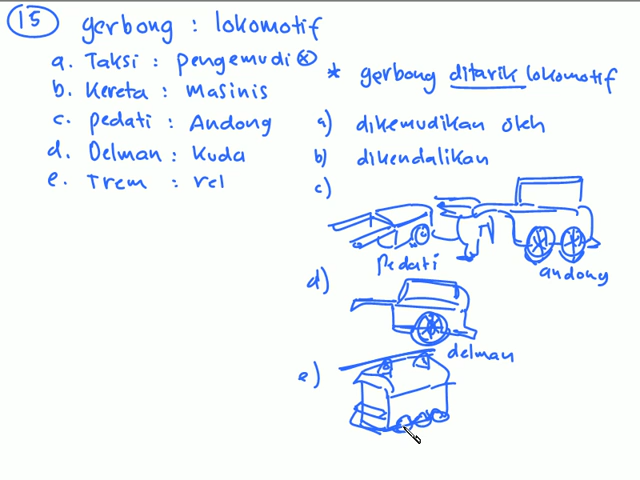 15 gerbong : lokomotif
a. Taksi : pengemudi ⊗
b. Kereta : masinis
c. pedati : Andong
d. Delman : Kuda
e. Trem : rel
* gerbong ditarik lokomotif
a) dikemudikan oleh
b) dikendalikan
c)
pedati
andong
d)
delman
e)